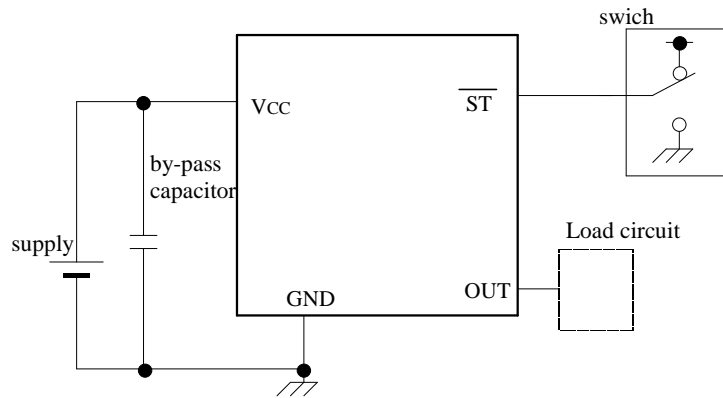 swich
VCC
ST
by-pass
capacitor
supply
Load circuit
GND
OUT